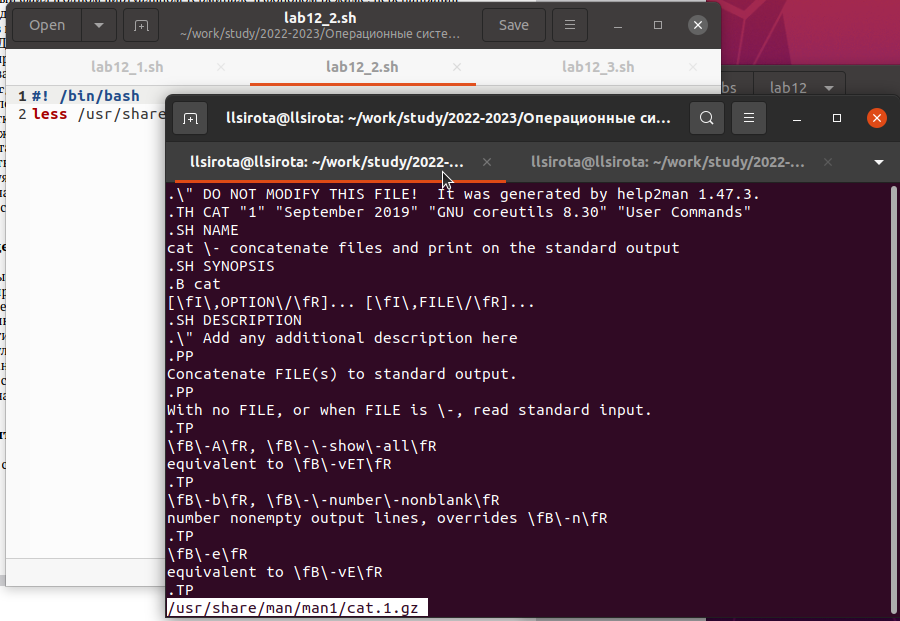 Open
lab12_2.sh
~/work/study/2022-2023/Операционные систе...
Save
lab12_1.sh
lab12_2.sh
lab12_3.sh
1 #! /bin/bash
2 less /usr/share
lab12
llsirota@llsirota: ~/work/study/2022-2023/Операционные си...
llsirota@llsirota: ~/work/study/2022-...
llsirota@llsirota: ~/work/study/2022-...
.\" DO NOT MODIFY THIS FILE!  It was generated by help2man 1.47.3.
.TH CAT "1" "September 2019" "GNU coreutils 8.30" "User Commands"
.SH NAME
cat \- concatenate files and print on the standard output
.SH SYNOPSIS
.B cat
[\fI\,OPTION\/\fR]... [\fI\,FILE\/\fR]...
.SH DESCRIPTION
.\" Add any additional description here
.PP
Concatenate FILE(s) to standard output.
.PP
With no FILE, or when FILE is \-, read standard input.
.TP
\fB\-A\fR, \fB\-\-show\-all\fR
equivalent to \fB\-vET\fR
.TP
\fB\-b\fR, \fB\-\-number\-nonblank\fR
number nonempty output lines, overrides \fB\-n\fR
.TP
\fB\-e\fR
equivalent to \fB\-vE\fR
.TP
/usr/share/man/man1/cat.1.gz